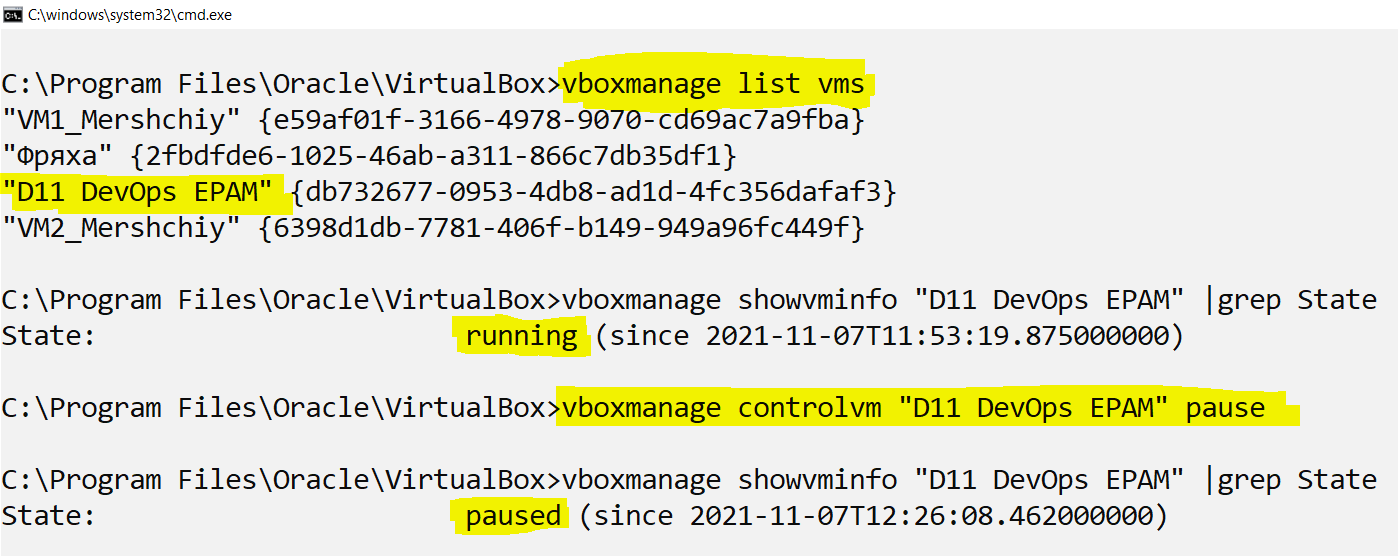 C:\windows\system32\cmd.exe
C:\Program Files\Oracle\VirtualBox>vboxmanage list vms
"VM1_Mershchiy" {e59af01f-3166-4978-9070-cd69ac7a9fba}
"Фряха" {2fbdfde6-1025-46ab-a311-866c7db35df1}
"D11 DevOps EPAM" {db732677-0953-4db8-ad1d-4fc356dafaf3}
"VM2_Mershchiy" {6398d1db-7781-406f-b149-949a96fc449f}
C:\Program Files\Oracle\VirtualBox>vboxmanage showvminfo "D11 DevOps EPAM" |grep State
State:                       running (since 2021-11-07T11:53:19.875000000)
C:\Program Files\Oracle\VirtualBox>vboxmanage controlvm "D11 DevOps EPAM" pause
C:\Program Files\Oracle\VirtualBox>vboxmanage showvminfo "D11 DevOps EPAM" |grep State
State:                       paused (since 2021-11-07T12:26:08.462000000)